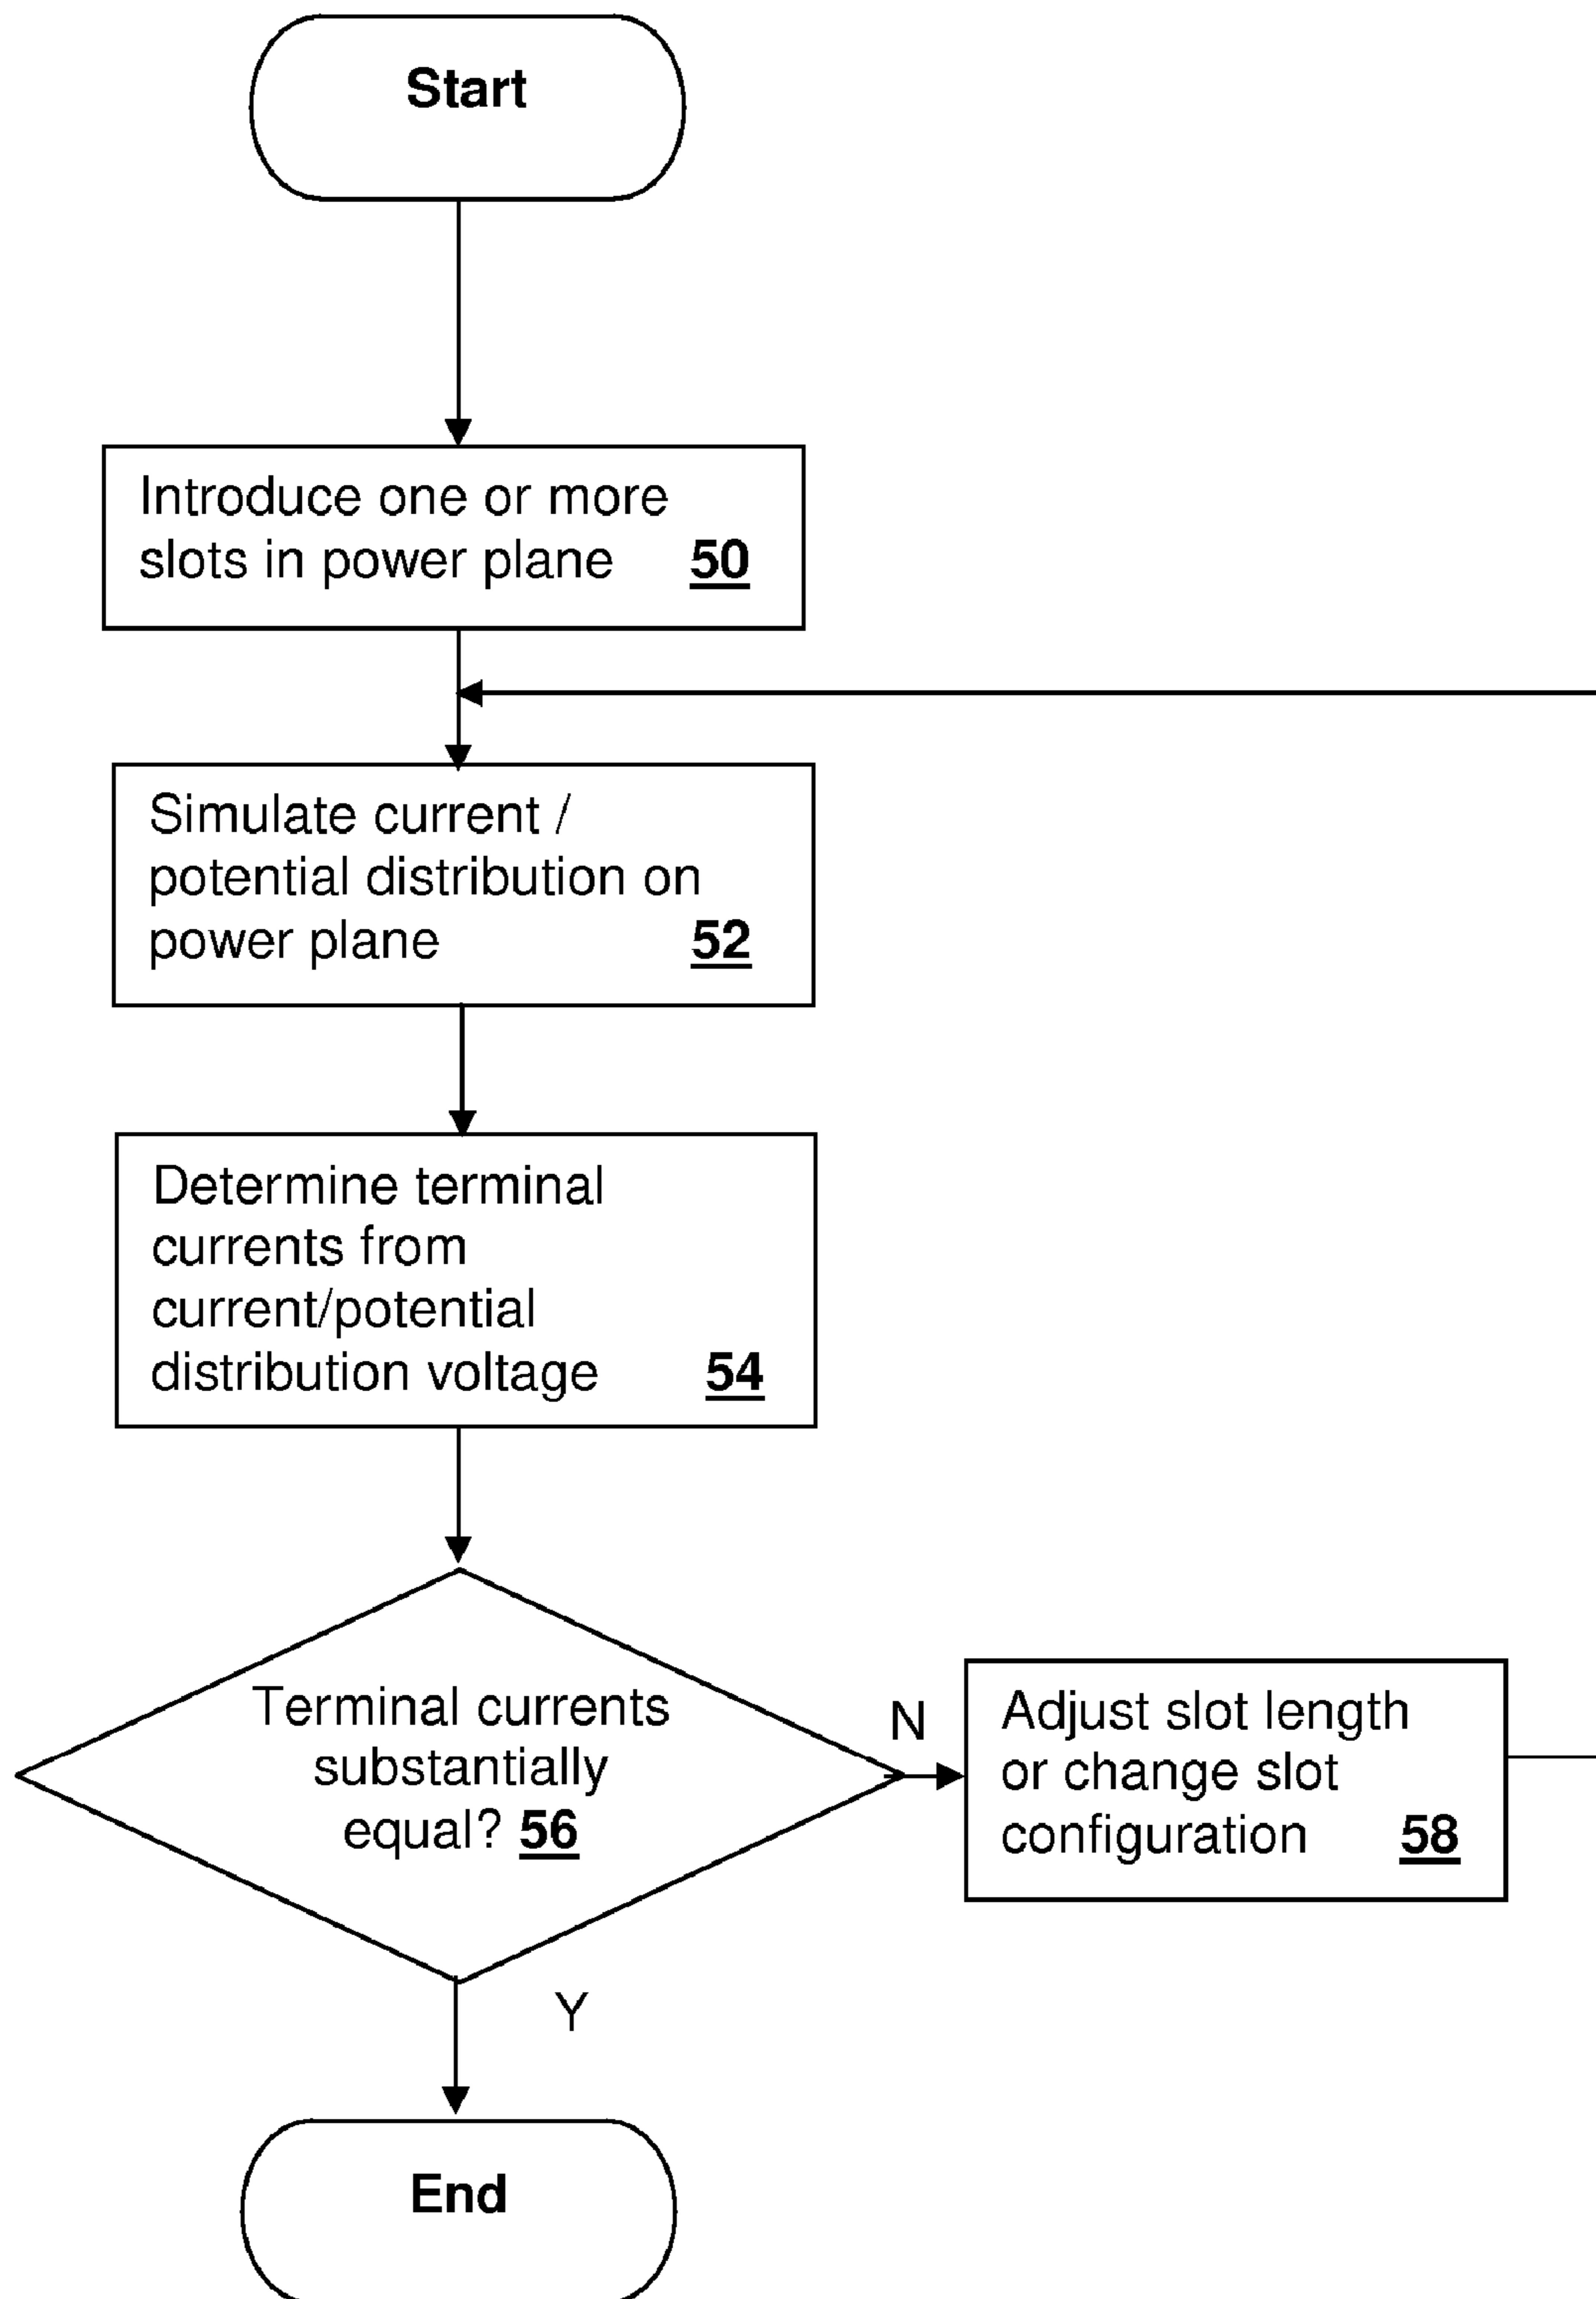 Start
Introduce one or more
slots in power plane 50
Simulate current /
potential distribution on
power plane 52
Determine terminal
currents from
current/potential
distribution voltage 54
Terminal currents
substantially
equal? 56
N
Adjust slot length
or change slot
configuration 58
Y
End